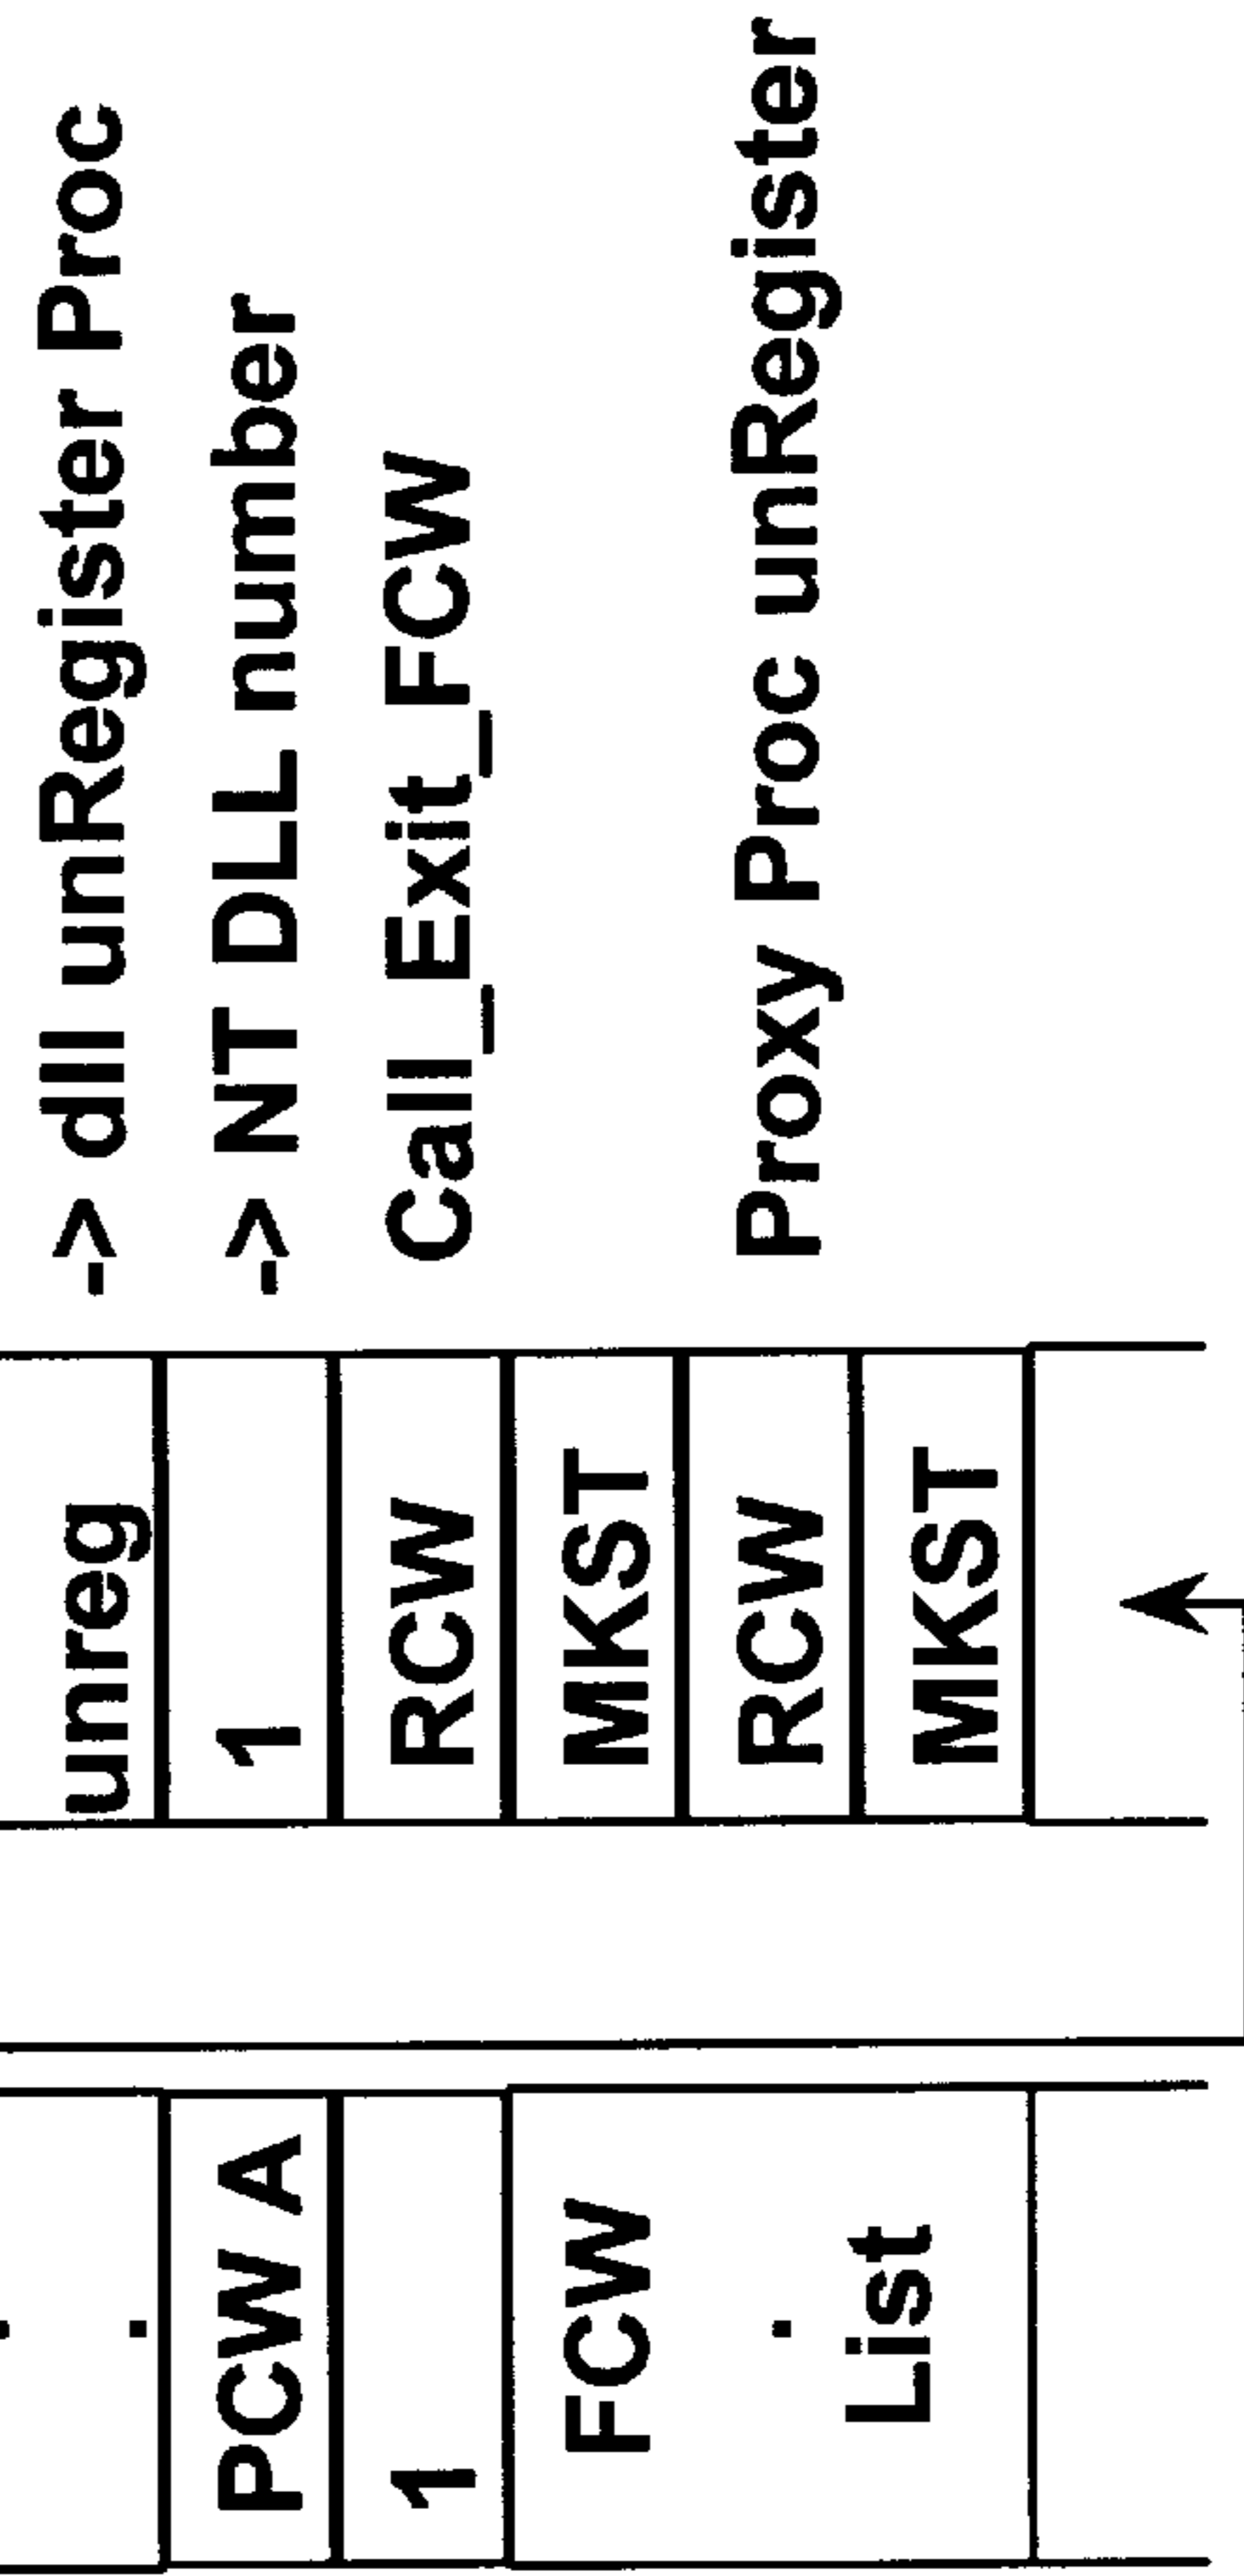 unreg -> dll unRegister Proc
PCW A 1 -> NT DLL number
1 RCW Call_Exit_FCW
FCW MKST
. RCW Proxy Proc unRegister
List MKST